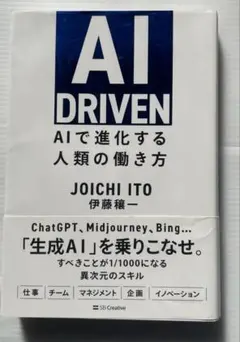 AI
DRIVEN
AIで進化する
人類の働き方
JOICHI ITO
伊藤穰一
ChatGPT、Midjourney、Bing...
「生成AI」を乗りこなせ。
すべきことが1/1000になる
異次元のスキル
仕事 チーム マネジメント 企画 イノベーション
SB Creative